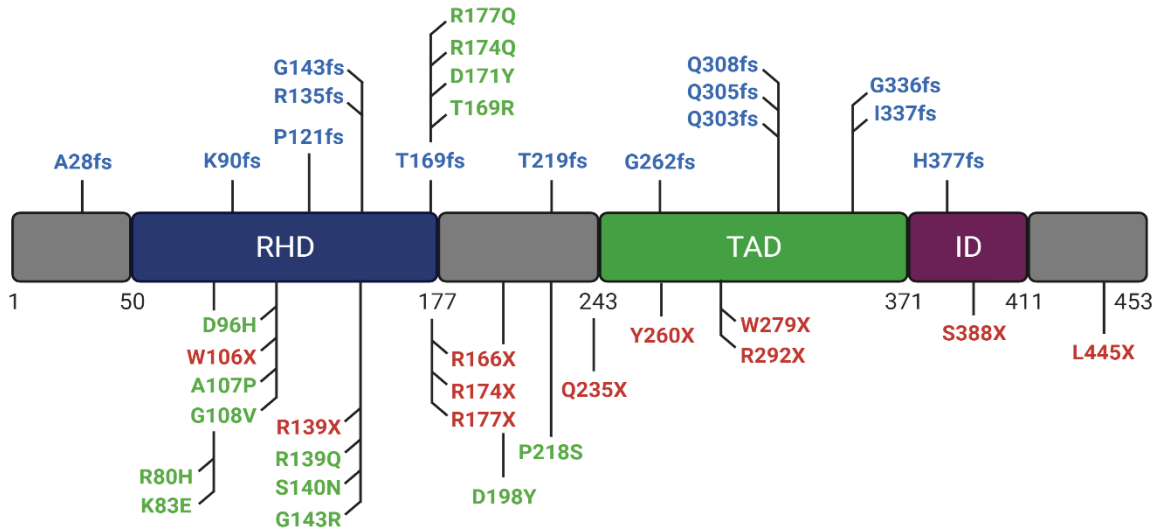 R177Q
R174Q
D171Y
T169R
G143fs
R135fs
P121fs
Q308fs
Q305fs
Q303fs
G336fs
I337fs
A28fs
K90fs
T169fs
T219fs
G262fs
H377fs
RHD
TAD
ID
1
50
177
243
371
411
453
D96H
W106X
A107P
G108V
R80H
K83E
R139X
R139Q
S140N
G143R
R166X
R174X
R177X
D198Y
P218S
Q235X
Y260X
W279X
R292X
S388X
L445X